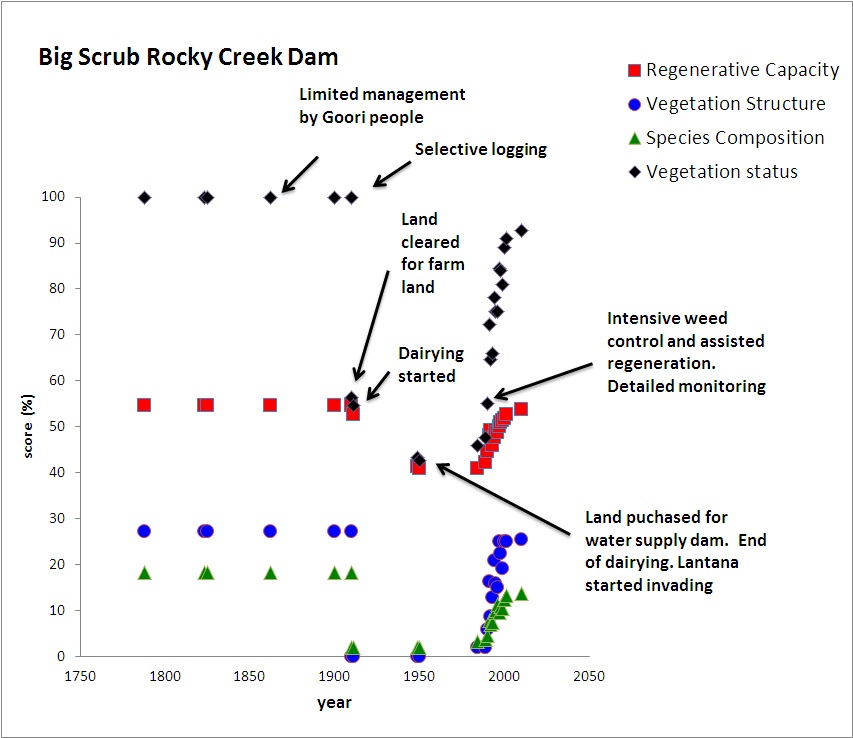 Big Scrub Rocky Creek Dam
Regenerative Capacity
Vegetation Structure
Species Composition
Vegetation status
Limited management
by Goori people
Selective logging
Land
cleared
for farm
land
Dairying
started
Intensive weed
control and assisted
regeneration.
Detailed monitoring
Land puchased for
water supply dam.  End
of dairying. Lantana
started invading
score (%)
100
90
80
70
60
50
40
30
20
10
0
1750
1800
1850
1900
1950
2000
2050
year